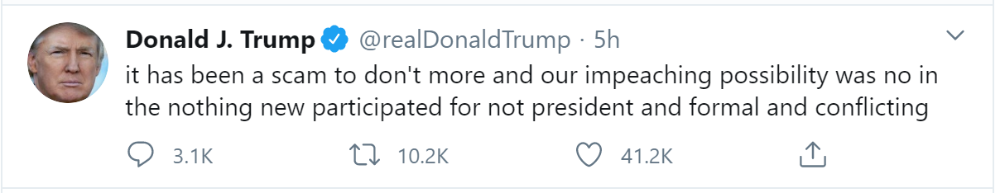 Donald J. Trump @realDonaldTrump · 5h
it has been a scam to don't more and our impeaching possibility was no in
the nothing new participated for not president and formal and conflicting
3.1K 10.2K 41.2K